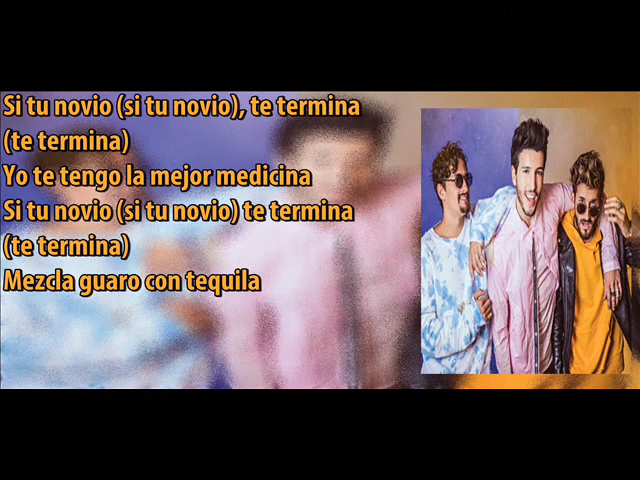 Si tu novio (si tu novio), te termina
(te termina)
Yo te tengo la mejor medicina
Si tu novio (si tu novio) te termina
(te termina)
Mezcla guaro con tequila